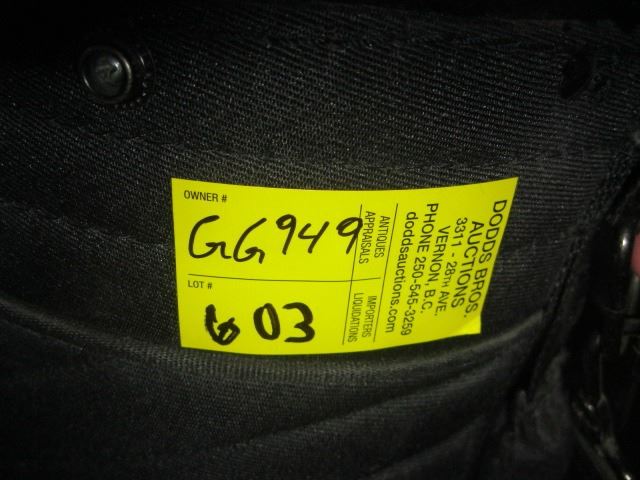 OWNER #
GG949
LOT #
603
ANTIQUES
APPRAISALS
IMPORTERS
LIQUIDATIONS
DODDS BROS.
AUCTIONS
3311 - 28TH AVE.
VERNON, B.C.
PHONE 250-545-3259
doddsauctions.com